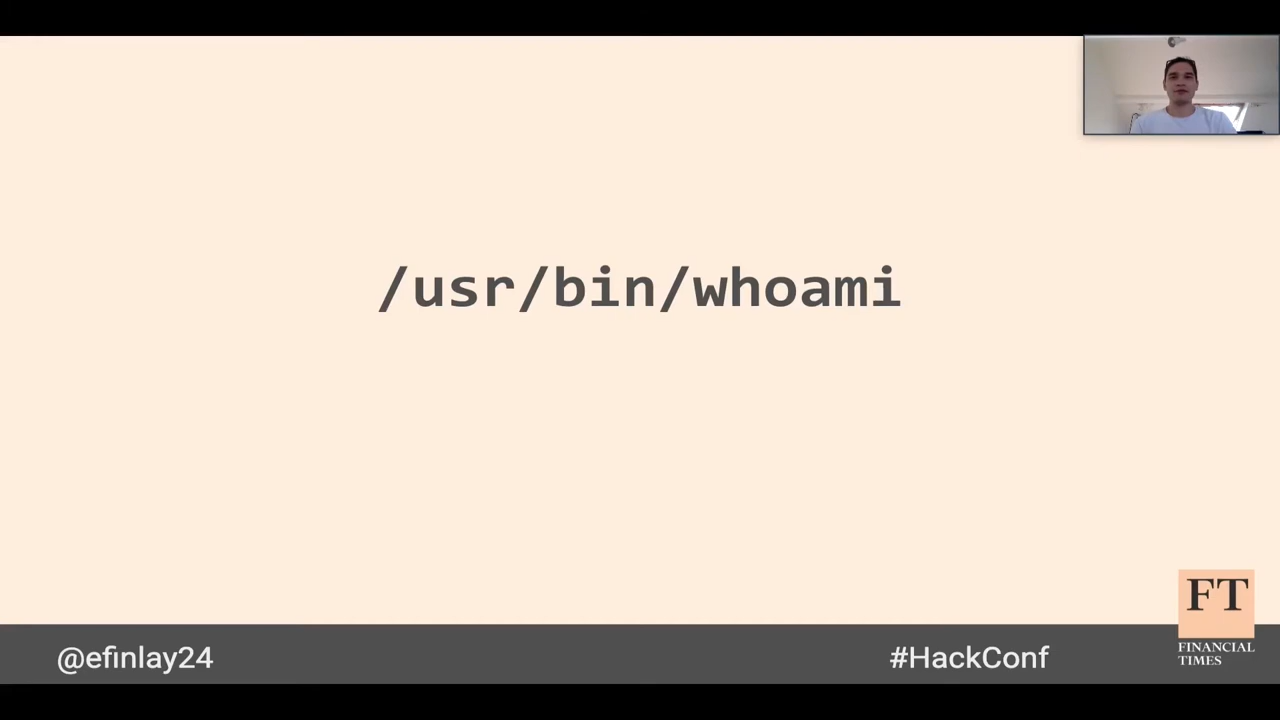 /usr/bin/whoami
FT
FINANCIAL
TIMES
@efinlay24
#HackConf